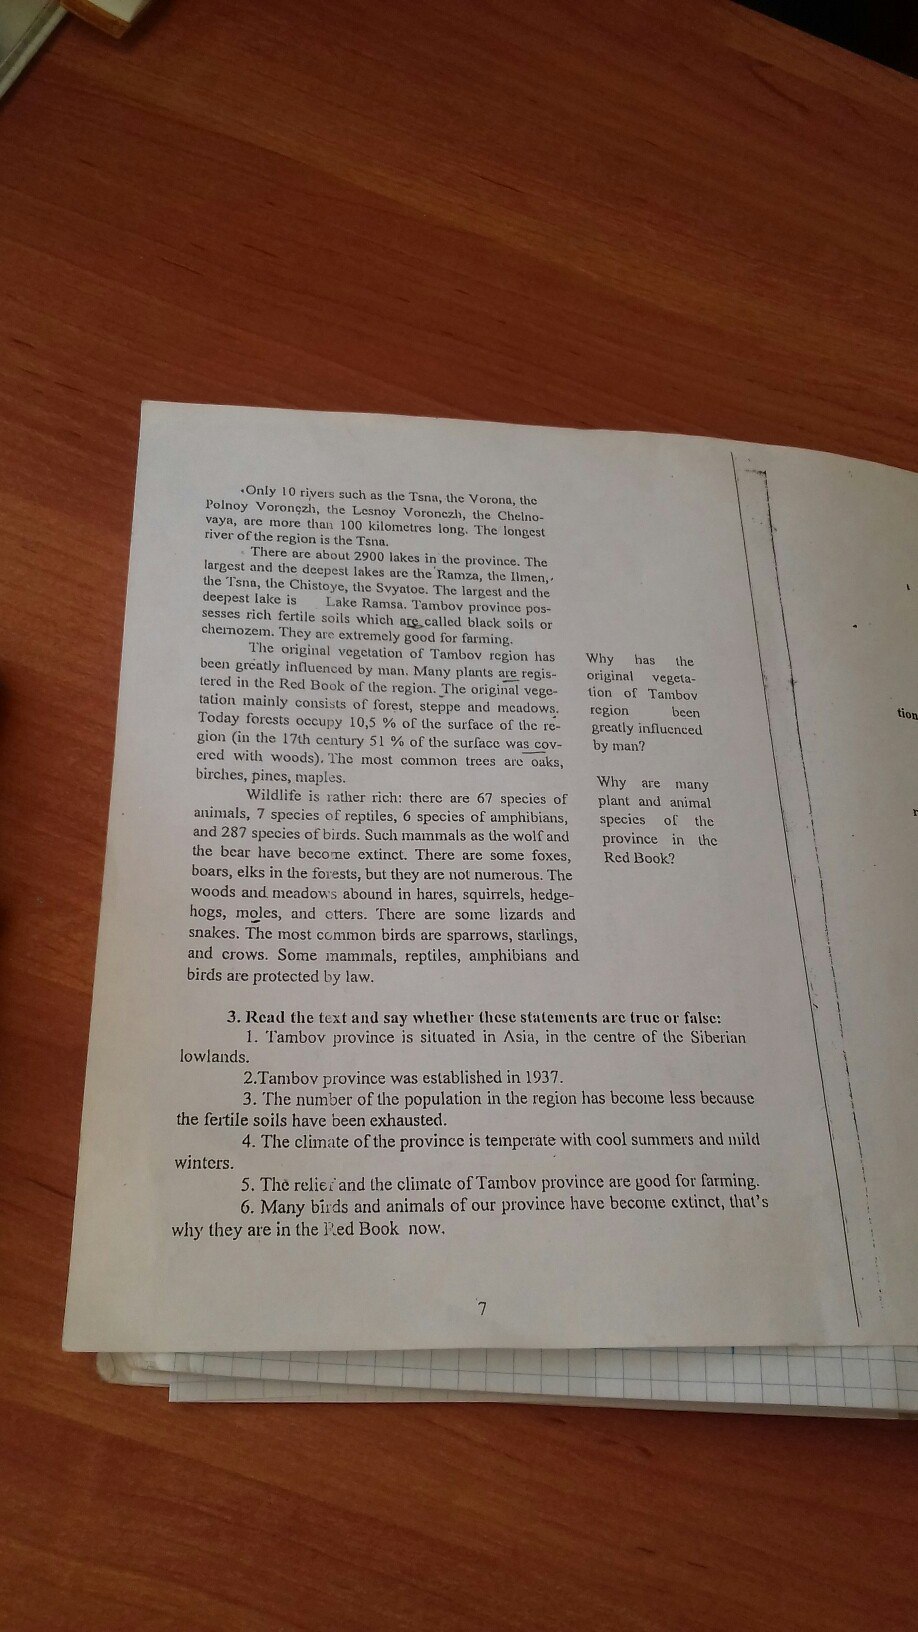 Only 10 rivers such as the Tsna, the Vorona, the
Polnoy Voronezh, the Lesnoy Voronezh, the Chelno-
vaya, are more than 100 kilometres long. The longest
river of the region is the Tsna.
There are about 2900 lakes in the province. The
largest and the deepest lakes are the Ramza, the Ilmen,
the Tsna, the Chistoye, the Svyatoe. The largest and the
deepest lake is Lake Ramsa. Tambov province pos-
sesses rich fertile soils which are called black soils or
chernozem. They are extremely good for farming.
The original vegetation of Tambov region has
been greatly influenced by man. Many plants are regis-
tered in the Red Book of the region. The original vege-
tation mainly consists of forest, steppe and meadows.
Today forests occupy 10,5 % of the surface of the re-
gion (in the 17th century 51 % of the surface was cov-
ered with woods). The most common trees are oaks,
birches, pines, maples.
Wildlife is rather rich: there are 67 species of
animals, 7 species of reptiles, 6 species of amphibians,
and 287 species of birds. Such mammals as the wolf and
the bear have become extinct. There are some foxes,
boars, elks in the forests, but they are not numerous. The
woods and meadows abound in hares, squirrels, hedge-
hogs, moles, and otters. There are some lizards and
snakes. The most common birds are sparrows, starlings,
and crows. Some mammals, reptiles, amphibians and
birds are protected by law.
Why has the
original vegeta-
tion of Tambov
region been
greatly influenced
by man?
Why are many
plant and animal
species of the
province in the
Red Book?
3. Read the text and say whether these statements are true or false:
1. Tambov province is situated in Asia, in the centre of the Siberian
lowlands.
2.Tambov province was established in 1937.
3. The number of the population in the region has become less because
the fertile soils have been exhausted.
4. The climate of the province is temperate with cool summers and mild
winters.
5. The relief and the climate of Tambov province are good for farming.
6. Many birds and animals of our province have become extinct, that's
why they are in the Red Book now.
7
tion